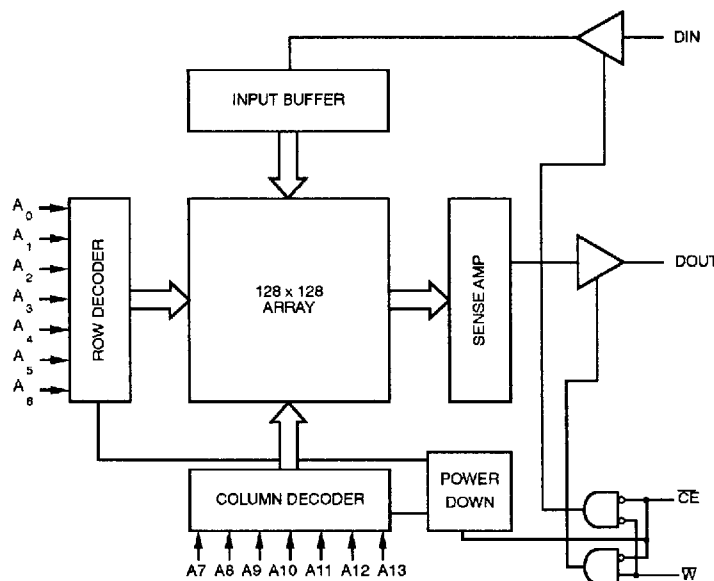 DIN
INPUT BUFFER
A0
A1
A2
A3
A4
A5
A6
ROW DECODER
128 x 128
ARRAY
SENSE AMP
DOUT
COLUMN DECODER
POWER
DOWN
C̅E̅
W̅
A7 A8 A9 A10 A11 A12 A13